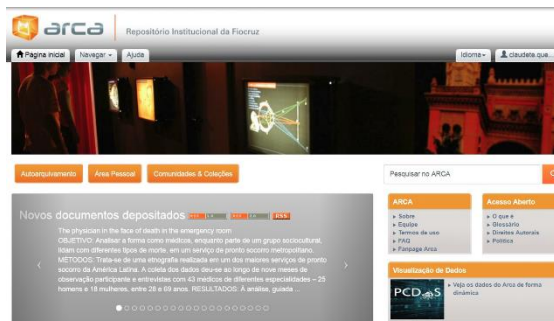 arca
Repositório Institucional da Fiocruz
Página inicial
Navegar
Ajuda
Idioma
claudete.que...
Autoarquivamento
Área Pessoal
Comunidades & Coleções
Pesquisar no ARCA
Novos documentos depositados
RSS
The physician in the face of death in the emergency room
OBJETIVO: Analisar a forma como médicos, enquanto parte de um grupo sociocultural,
lidam com diferentes tipos de morte, em um serviço de pronto socorro metropolitano.
MÉTODOS: Trata-se de uma etnografia realizada em um dos maiores serviços de pronto
socorro da América Latina. A coleta dos dados deu-se ao longo de nove meses de
observação participante e entrevistas com 43 médicos de diferentes especialidades – 25
homens e 18 mulheres, entre 28 e 69 anos. RESULTADOS: A análise, guiada ...
ARCA
Sobre
Equipe
Termos de uso
FAQ
Fanpage Arca
Acesso Aberto
O que é
Glossário
Direitos Autorais
Política
Visualização de Dados
PCDaS
Veja os dados do Arca de forma
dinâmica